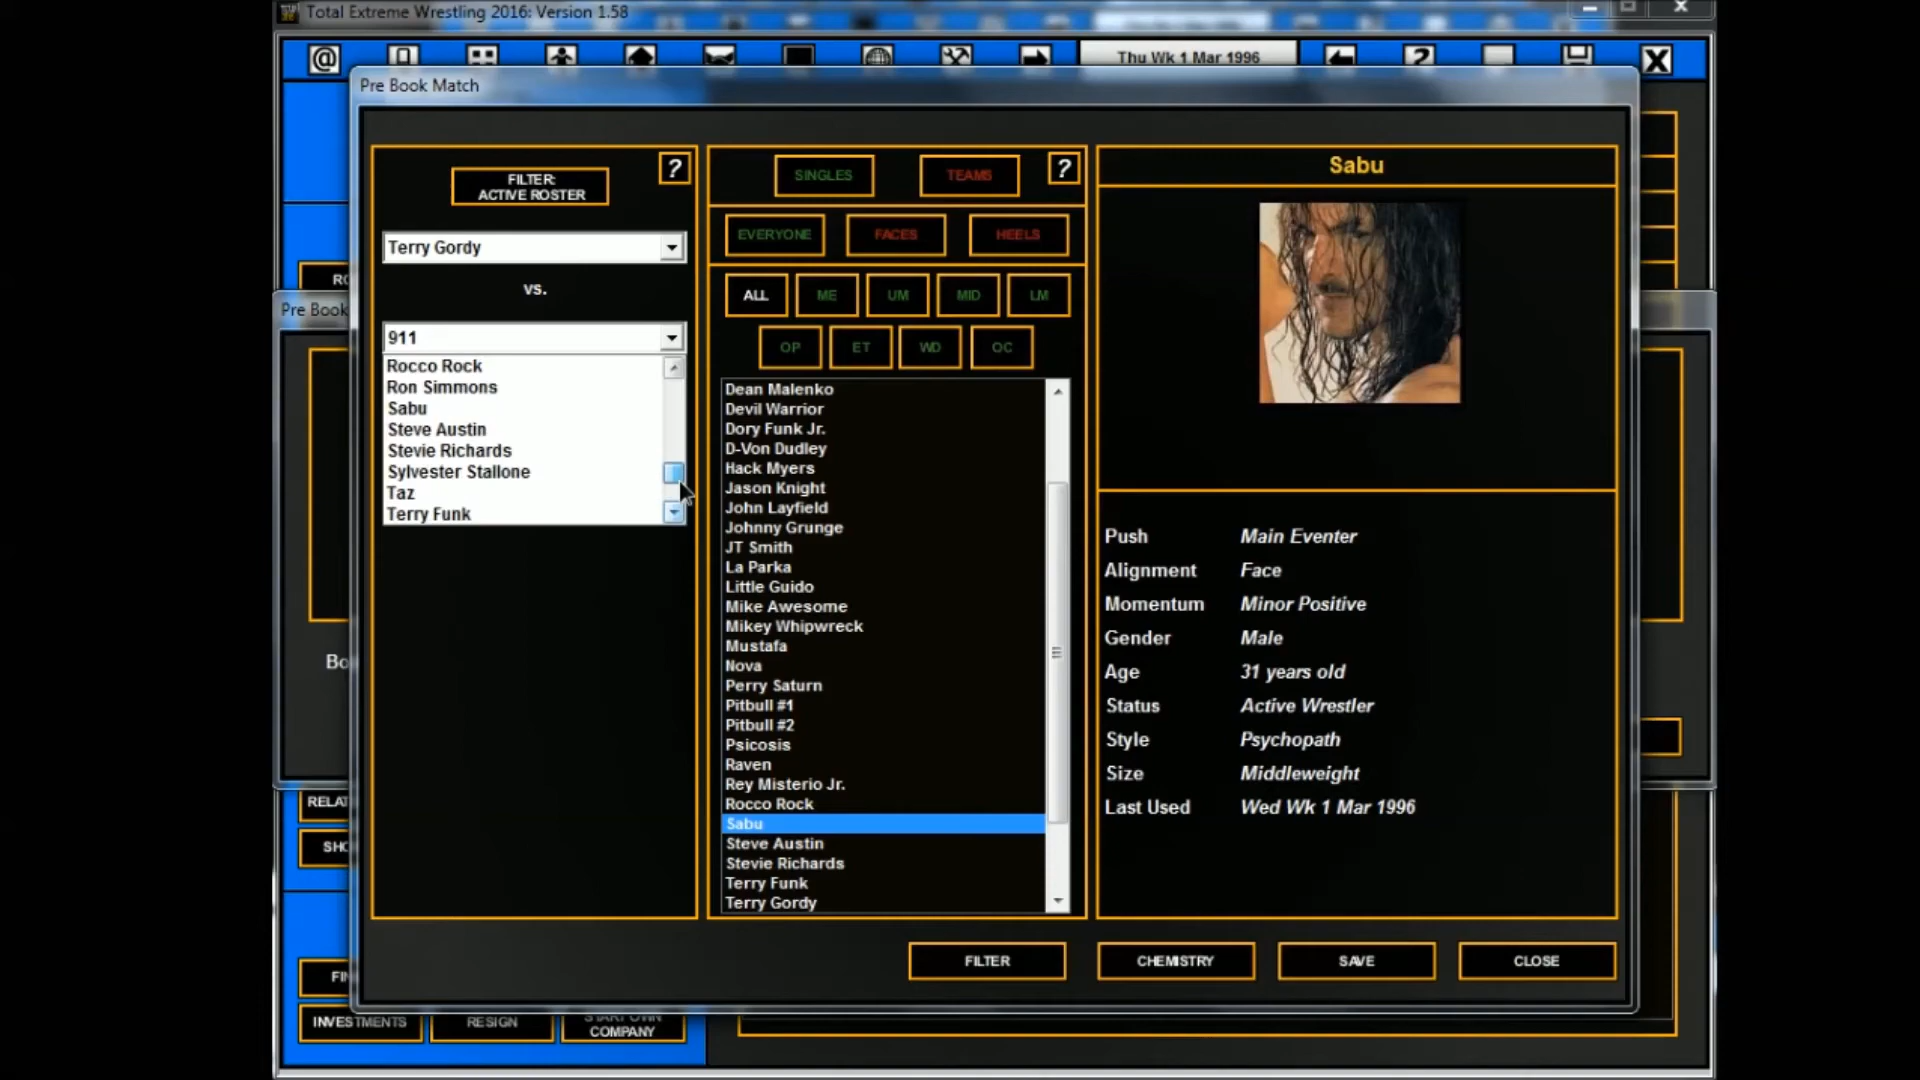 Total Extreme Wrestling 2016: Version 1.58
@
Thu Wk 1 Mar 1996
?
X
Pre Book Match
FILTER:
ACTIVE ROSTER
?
Terry Gordy
vs.
911
Rocco Rock
Ron Simmons
Sabu
Steve Austin
Stevie Richards
Sylvester Stallone
Taz
Terry Funk
SINGLES
TEAMS
?
EVERYONE
FACES
HEELS
ALL
ME
UM
MID
LM
OP
ET
WD
OC
Dean Malenko
Devil Warrior
Dory Funk Jr.
D-Von Dudley
Hack Myers
Jason Knight
John Layfield
Johnny Grunge
JT Smith
La Parka
Little Guido
Mike Awesome
Mikey Whipwreck
Mustafa
Nova
Perry Saturn
Pitbull #1
Pitbull #2
Psicosis
Raven
Rey Misterio Jr.
Rocco Rock
Sabu
Steve Austin
Stevie Richards
Terry Funk
Terry Gordy
Sabu
Push Main Eventer
Alignment Face
Momentum Minor Positive
Gender Male
Age 31 years old
Status Active Wrestler
Style Psychopath
Size Middleweight
Last Used Wed Wk 1 Mar 1996
FILTER
CHEMISTRY
SAVE
CLOSE
RO
Pre Book
Bo
RELAT
SHO
FIN
INVESTMENTS
RESIGN
START OWN
COMPANY